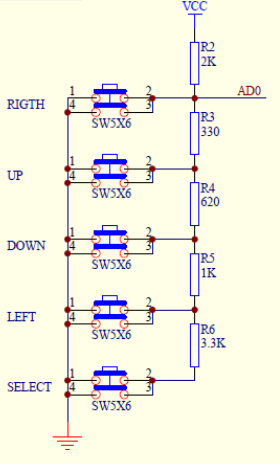 VCC
R2
2K
AD0
RIGTH
1
4
2
3
SW5X6
R3
330
UP
1
4
2
3
SW5X6
R4
620
DOWN
1
4
2
3
SW5X6
R5
1K
LEFT
1
4
2
3
SW5X6
R6
3.3K
SELECT
1
4
2
3
SW5X6